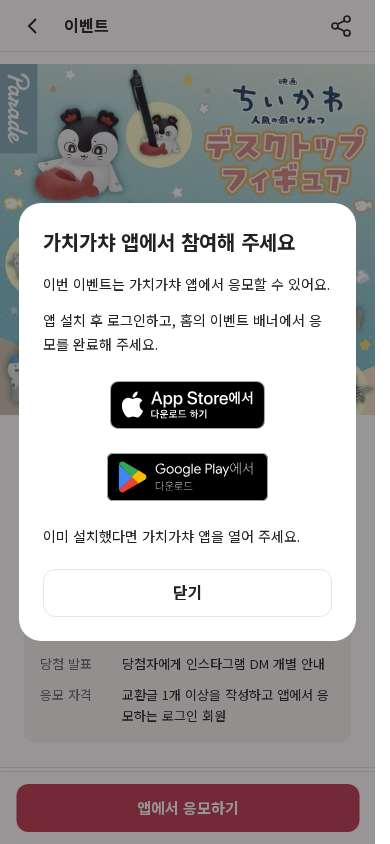 이벤트
Parade
映画
ちいかわ
人魚の島のひみつ
デスクトップ
フィギュア
가치가챠 앱에서 참여해 주세요
이번 이벤트는 가치가챠 앱에서 응모할 수 있어요.
앱 설치 후 로그인하고, 홈의 이벤트 배너에서 응
모를 완료해 주세요.
App Store에서
다운로드 하기
Google Play에서
다운로드
이미 설치했다면 가치가챠 앱을 열어 주세요.
닫기
당첨 발표
당첨자에게 인스타그램 DM 개별 안내
응모 자격
교환글 1개 이상을 작성하고 앱에서 응
모하는 로그인 회원
앱에서 응모하기